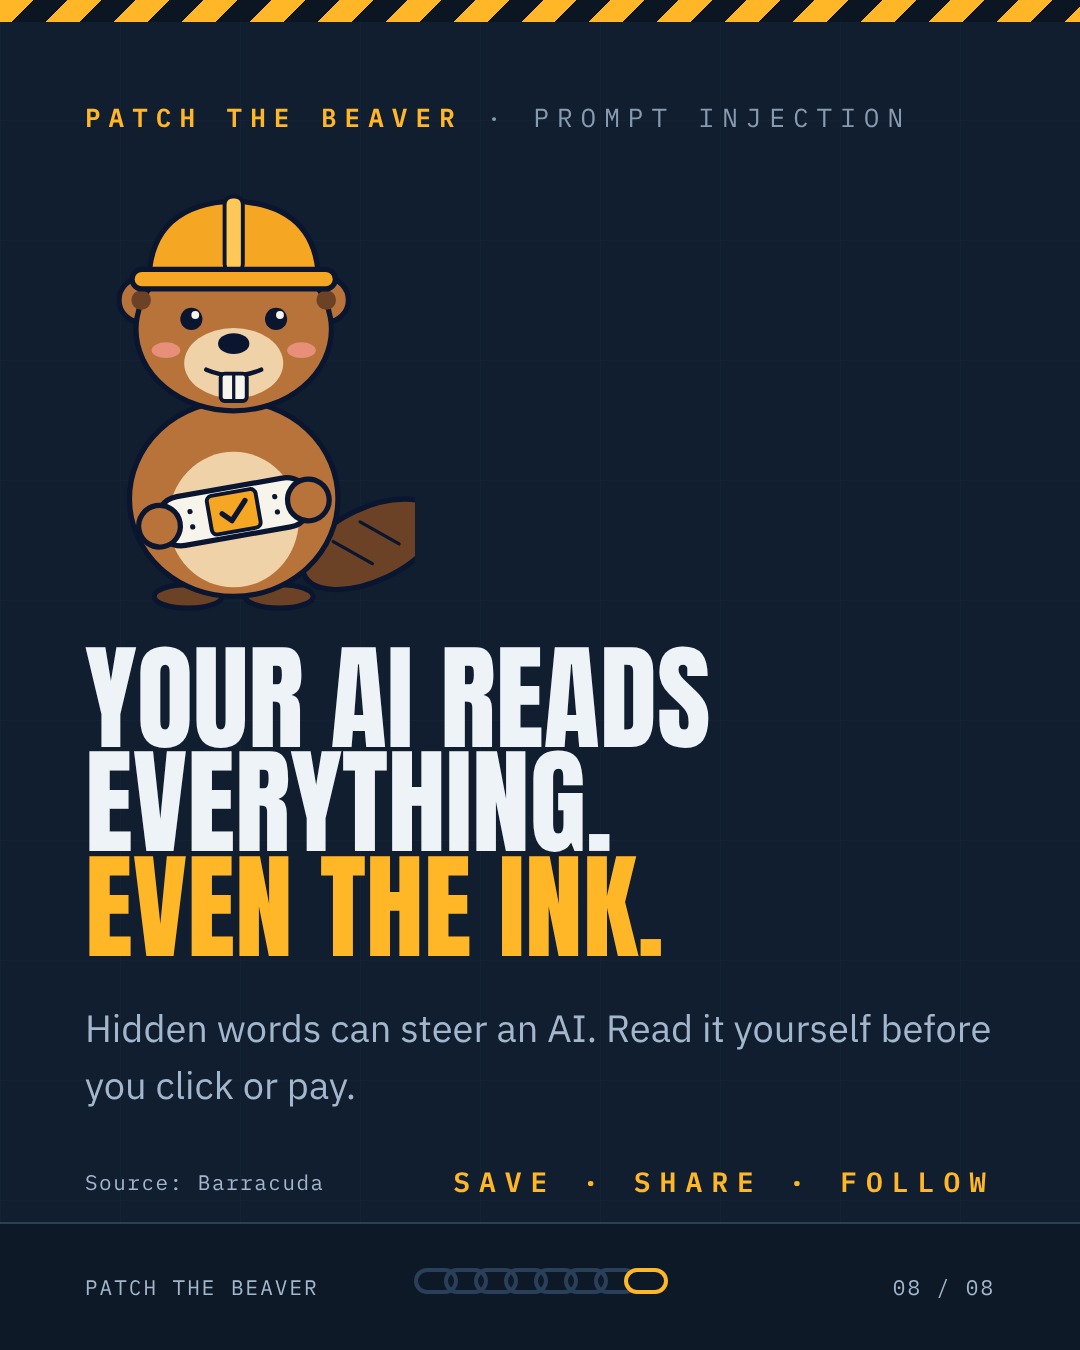 PATCH THE BEAVER · PROMPT INJECTION
YOUR AI READS
EVERYTHING.
EVEN THE INK.
Hidden words can steer an AI. Read it yourself before
you click or pay.
Source: Barracuda
SAVE · SHARE · FOLLOW
PATCH THE BEAVER
08 / 08